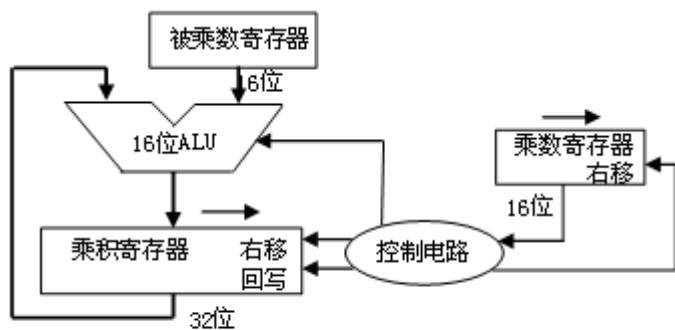 被乘数寄存器
16位
16位ALU
乘数寄存器
右移
16位
乘积寄存器
右移
回写
控制电路
32位